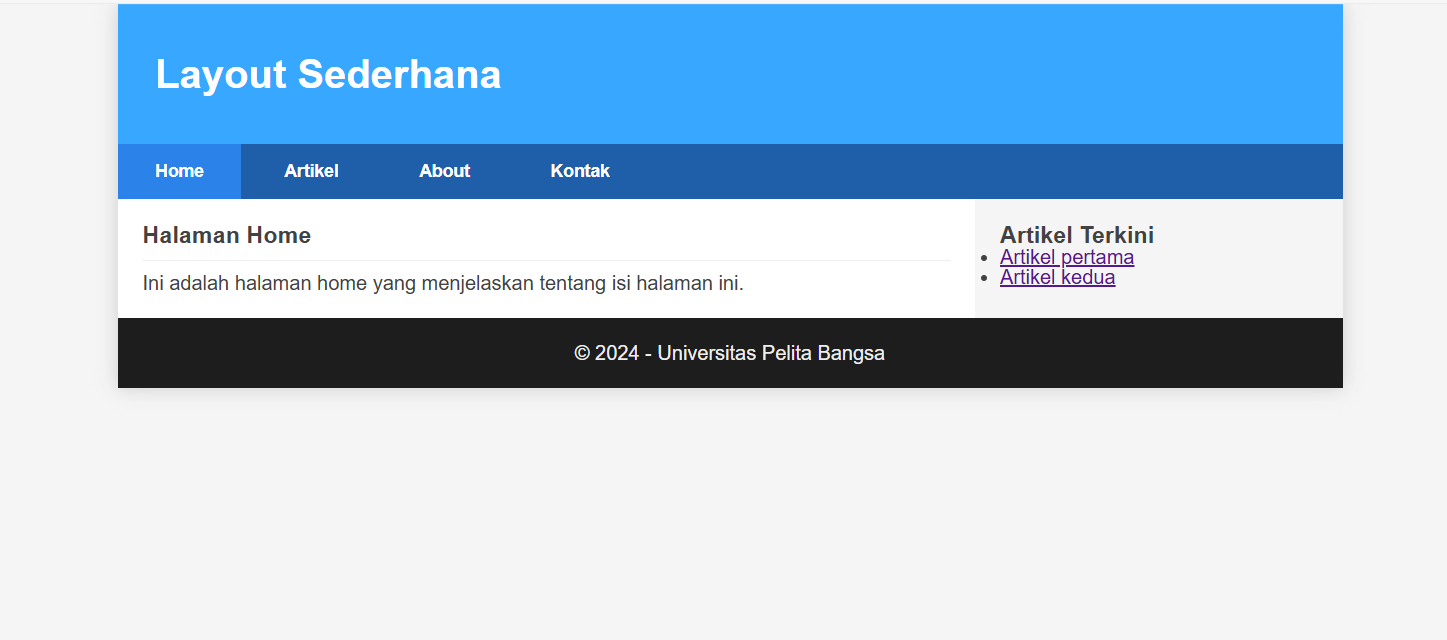 Layout Sederhana
Home Artikel About Kontak
Halaman Home
Ini adalah halaman home yang menjelaskan tentang isi halaman ini.
Artikel Terkini
Artikel pertama
Artikel kedua
© 2024 - Universitas Pelita Bangsa